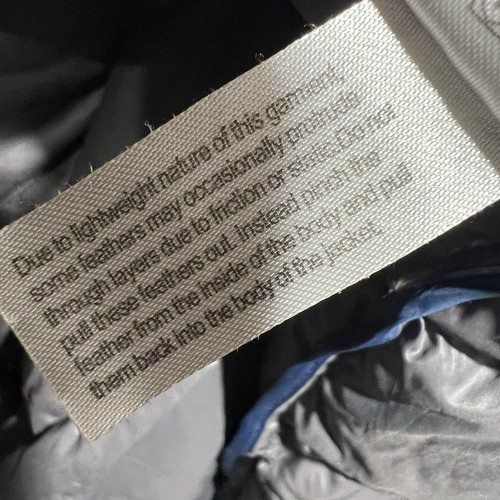 Due to lightweight nature of this garment,
some feathers may occasionally protrude
through layers due to friction or static.Do not
pull these feathers out. Instead pinch the
feather from the inside of the body and pull
them back into the body of the jacket.